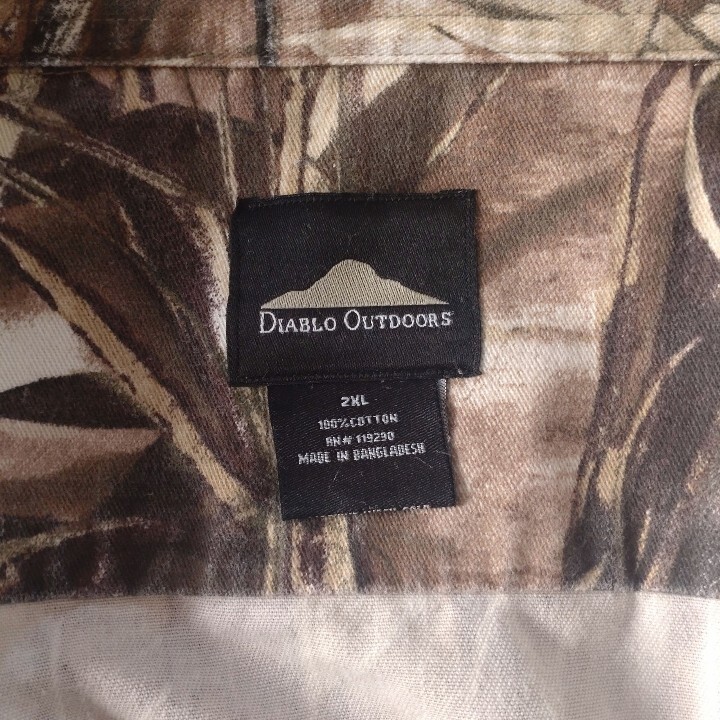 DIABLO OUTDOORS
2XL
100% COTTON
RN# 119290
MADE IN BANGLADESH